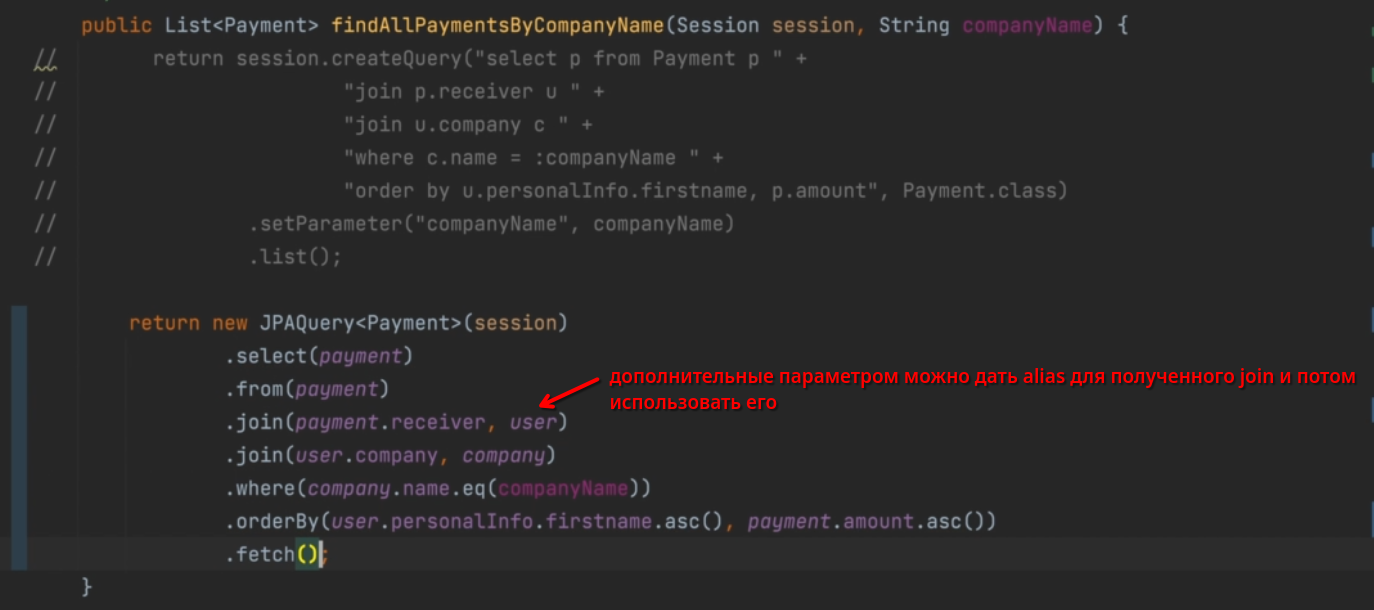 public List<Payment> findAllPaymentsByCompanyName(Session session, String companyName) {
//        return session.createQuery("select p from Payment p " +
//                        "join p.receiver u " +
//                        "join u.company c " +
//                        "where c.name = :companyName " +
//                        "order by u.personalInfo.firstname, p.amount", Payment.class)
//                .setParameter("companyName", companyName)
//                .list();
return new JPAQuery<Payment>(session)
.select(payment)
.from(payment)
.join(payment.receiver, user)
.join(user.company, company)
.where(company.name.eq(companyName))
.orderBy(user.personalInfo.firstname.asc(), payment.amount.asc())
.fetch();
}
дополнительные параметром можно дать alias для полученного join и потом
использовать его